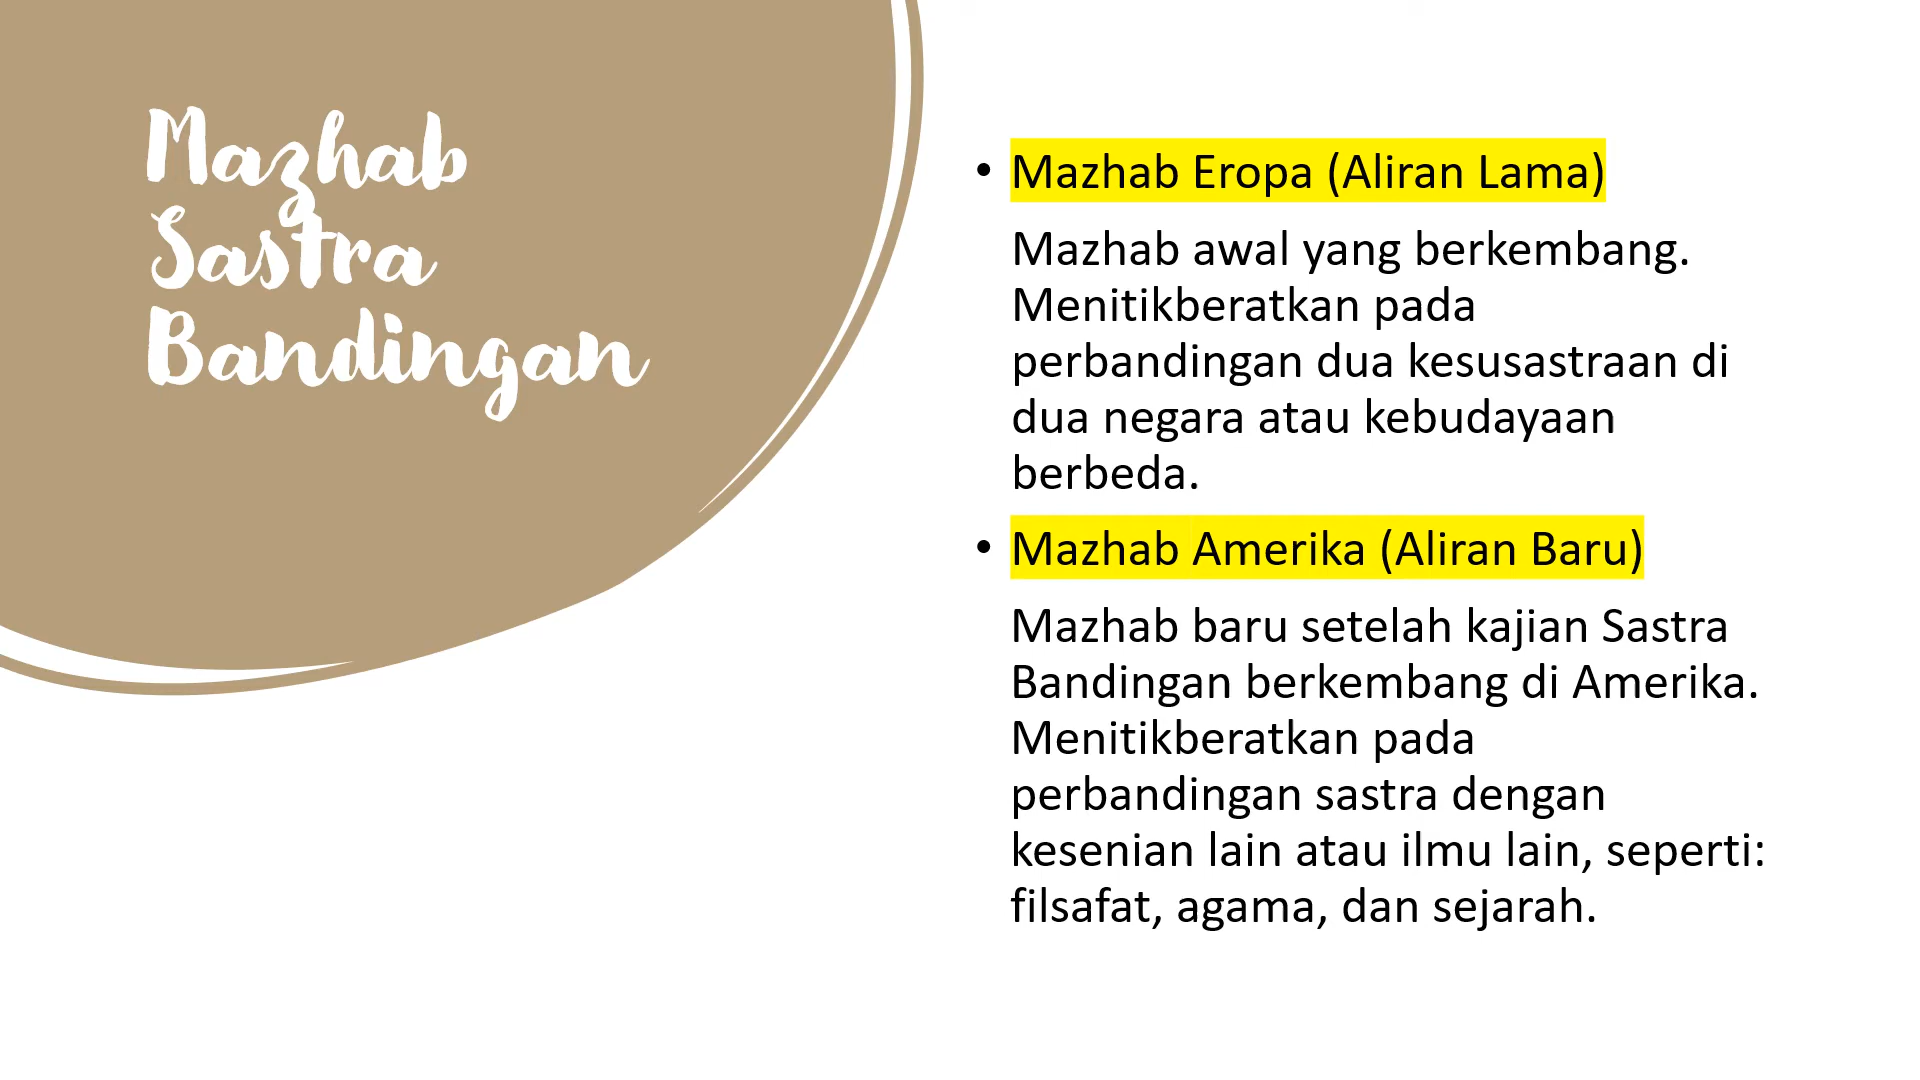 Mazhab
Sastra
Bandingan
• Mazhab Eropa (Aliran Lama)
Mazhab awal yang berkembang.
Menitikberatkan pada
perbandingan dua kesusastraan di
dua negara atau kebudayaan
berbeda.
• Mazhab Amerika (Aliran Baru)
Mazhab baru setelah kajian Sastra
Bandingan berkembang di Amerika.
Menitikberatkan pada
perbandingan sastra dengan
kesenian lain atau ilmu lain, seperti:
filsafat, agama, dan sejarah.